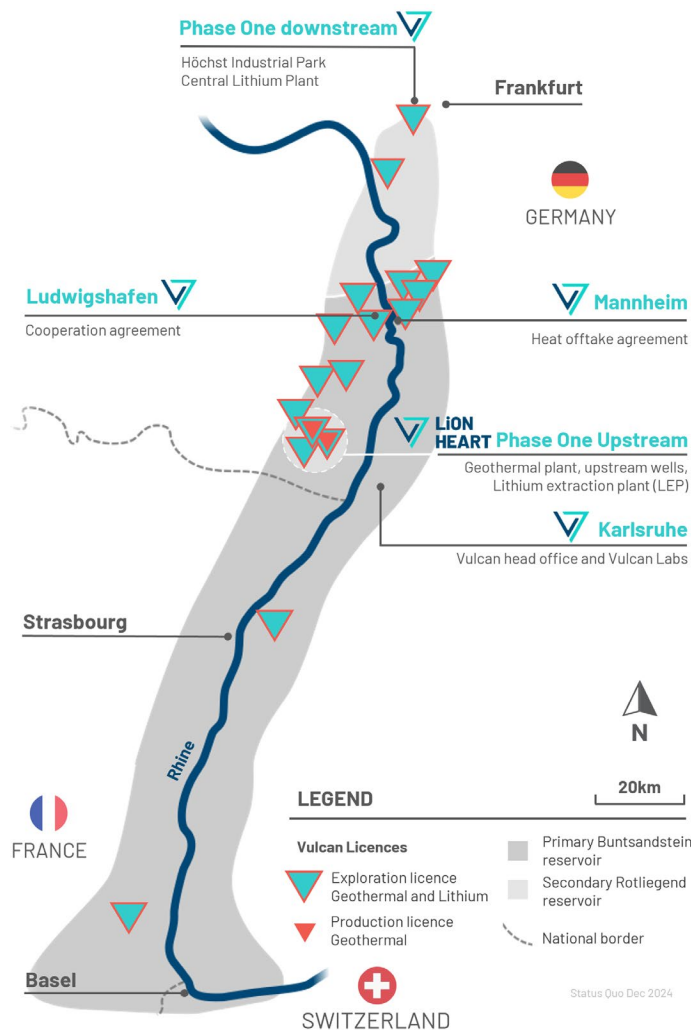 Phase One downstream
Höchst Industrial Park
Central Lithium Plant
Frankfurt
GERMANY
Ludwigshafen
Cooperation agreement
Mannheim
Heat offtake agreement
LiON
HEART Phase One Upstream
Geothermal plant, upstream wells,
Lithium extraction plant (LEP)
Karlsruhe
Vulcan head office and Vulcan Labs
Strasbourg
N
Rhine
20km
LEGEND
FRANCE
Vulcan Licences
Exploration licence
Geothermal and Lithium
Production licence
Geothermal
Primary Buntsandstein
reservoir
Secondary Rotliegend
reservoir
National border
Basel
Status Quo Dec 2024
SWITZERLAND